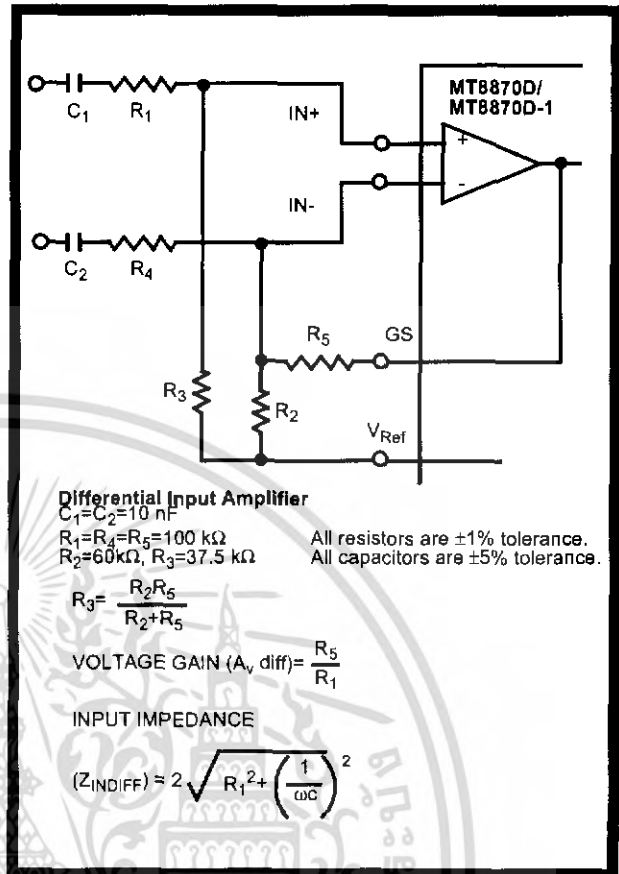 MT8870D/
MT8870D-1
C₁ R₁ IN+ +
IN- -
C₂ R₄
R₅ GS
R₃ R₂
V_Ref
Differential Input Amplifier
C₁=C₂=10 nF
R₁=R₄=R₅=100 kΩ All resistors are ±1% tolerance.
R₂=60kΩ, R₃=37.5 kΩ All capacitors are ±5% tolerance.
R₃= R₂R₅ / R₂+R₅
VOLTAGE GAIN (Aᵥ diff)= R₅ / R₁
INPUT IMPEDANCE
(Z_INDIFF) = 2 √ R₁²+ ( 1 / ωc ) ²